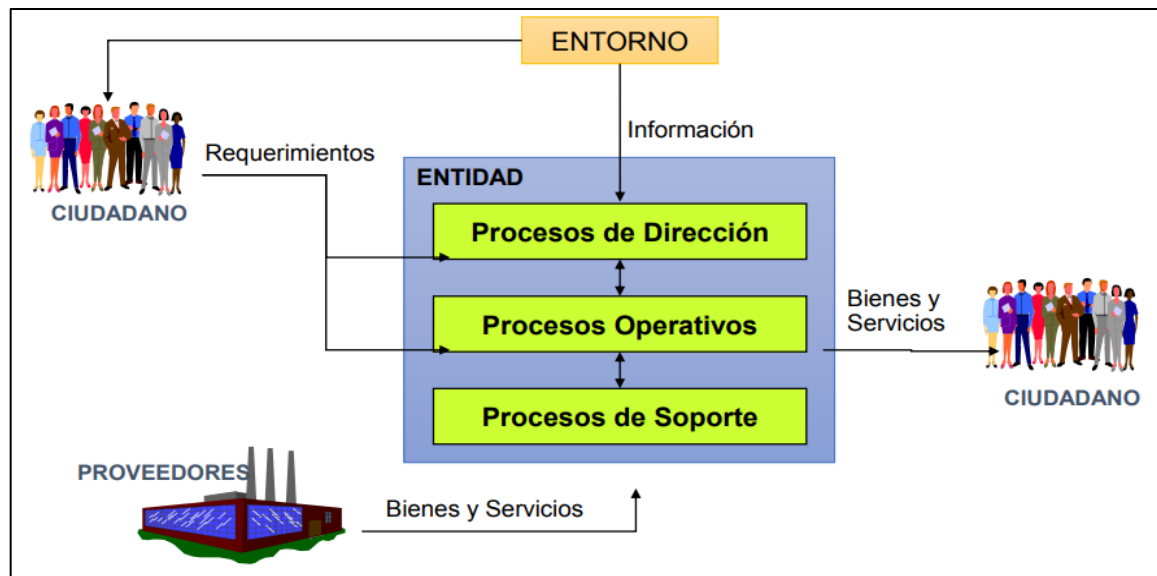 ENTORNO
Información
Requerimientos
CIUDADANO
ENTIDAD
Procesos de Dirección
Procesos Operativos
Procesos de Soporte
Bienes y
Servicios
CIUDADANO
PROVEEDORES
Bienes y Servicios